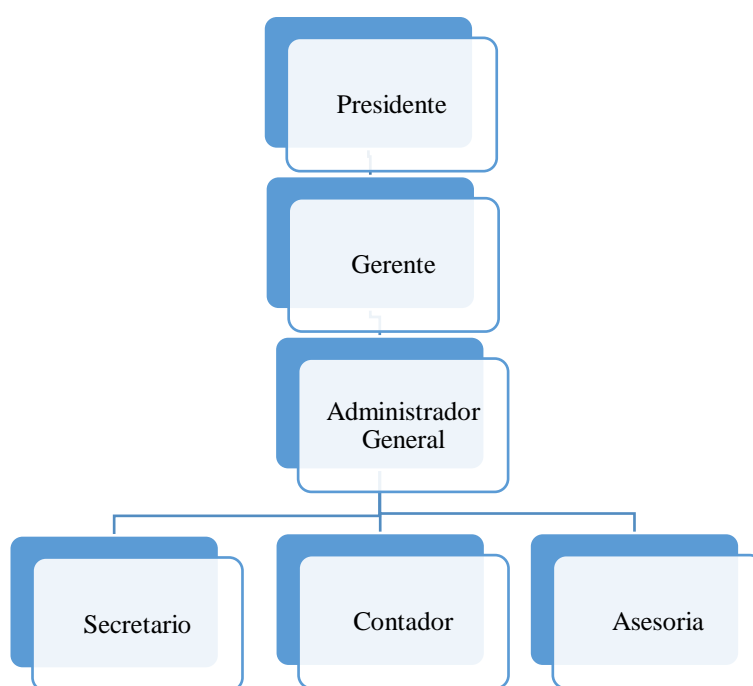 Presidente
Gerente
Administrador
General
Secretario
Contador
Asesoria